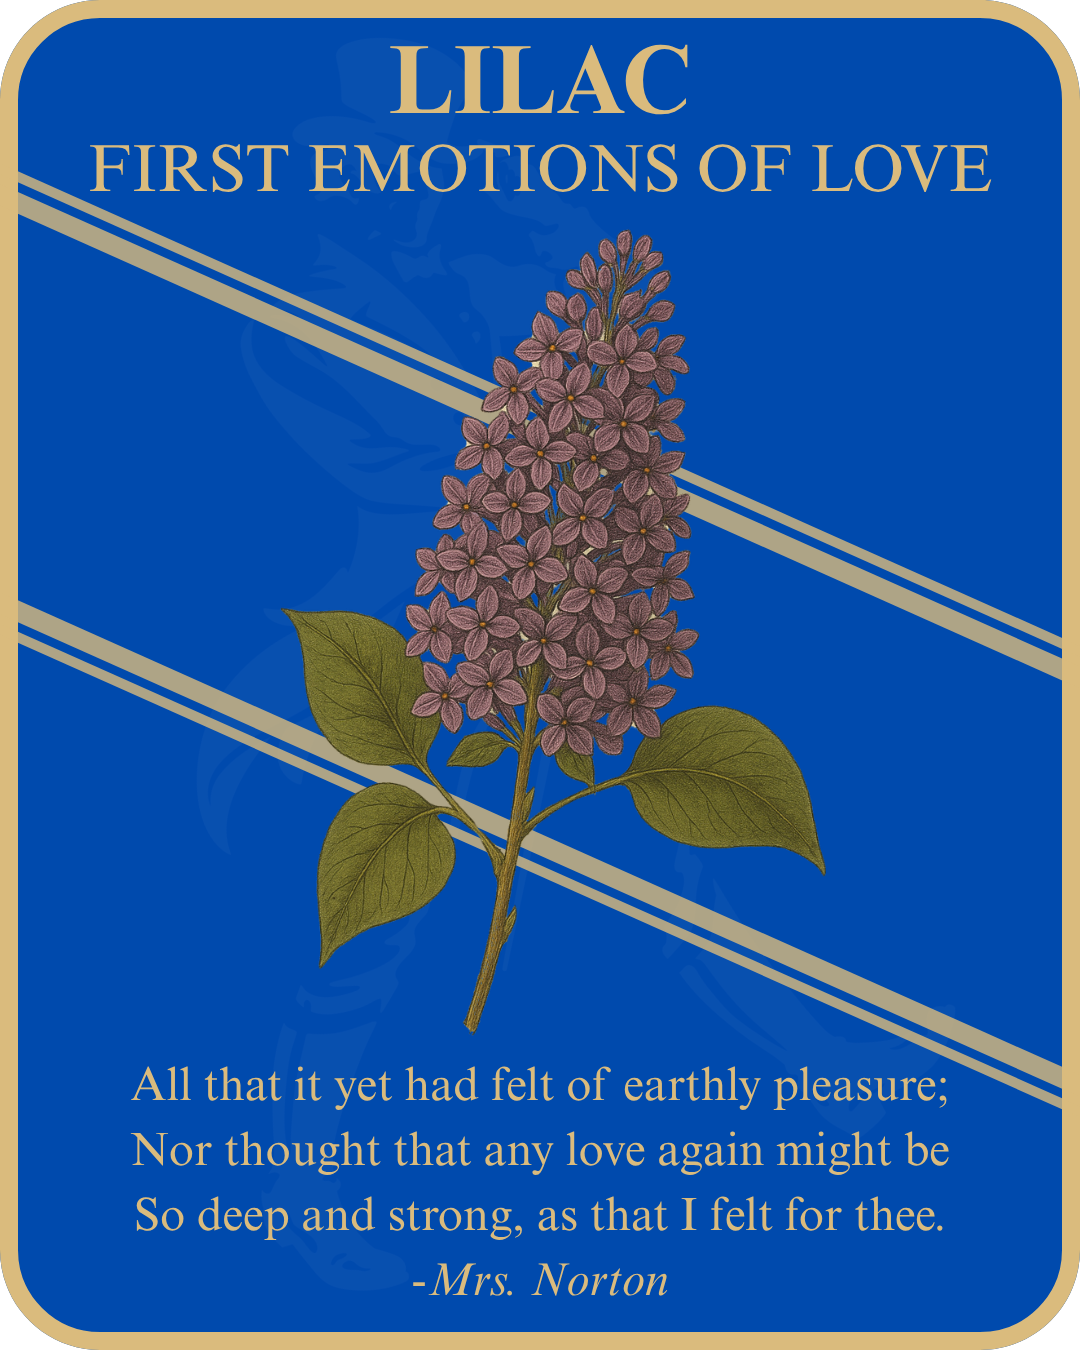 LILAC
FIRST EMOTIONS OF LOVE
All that it yet had felt of earthly pleasure;
Nor thought that any love again might be
So deep and strong, as that I felt for thee.
-Mrs. Norton